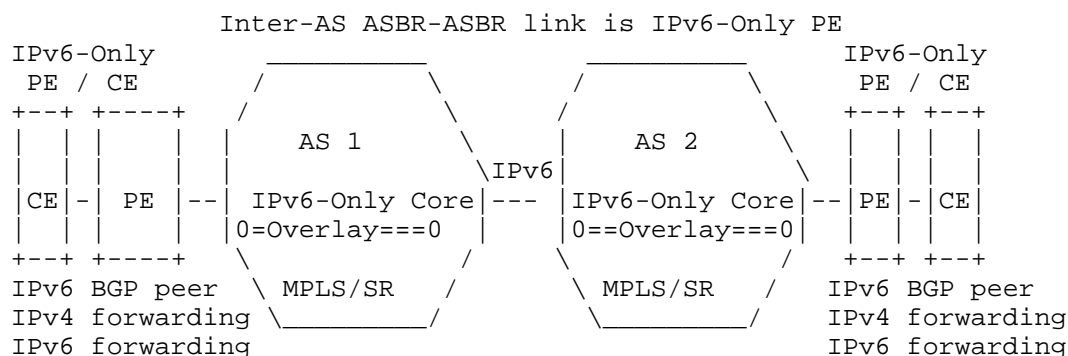 Inter-AS ASBR-ASBR link is IPv6-Only PE
IPv6-Only IPv6-Only
PE / CE PE / CE
AS 1 AS 2
IPv6
CE PE IPv6-Only Core IPv6-Only Core PE CE
0=Overlay===0 0==Overlay===0
IPv6 BGP peer MPLS/SR MPLS/SR IPv6 BGP peer
IPv4 forwarding IPv4 forwarding
IPv6 forwarding IPv6 forwarding